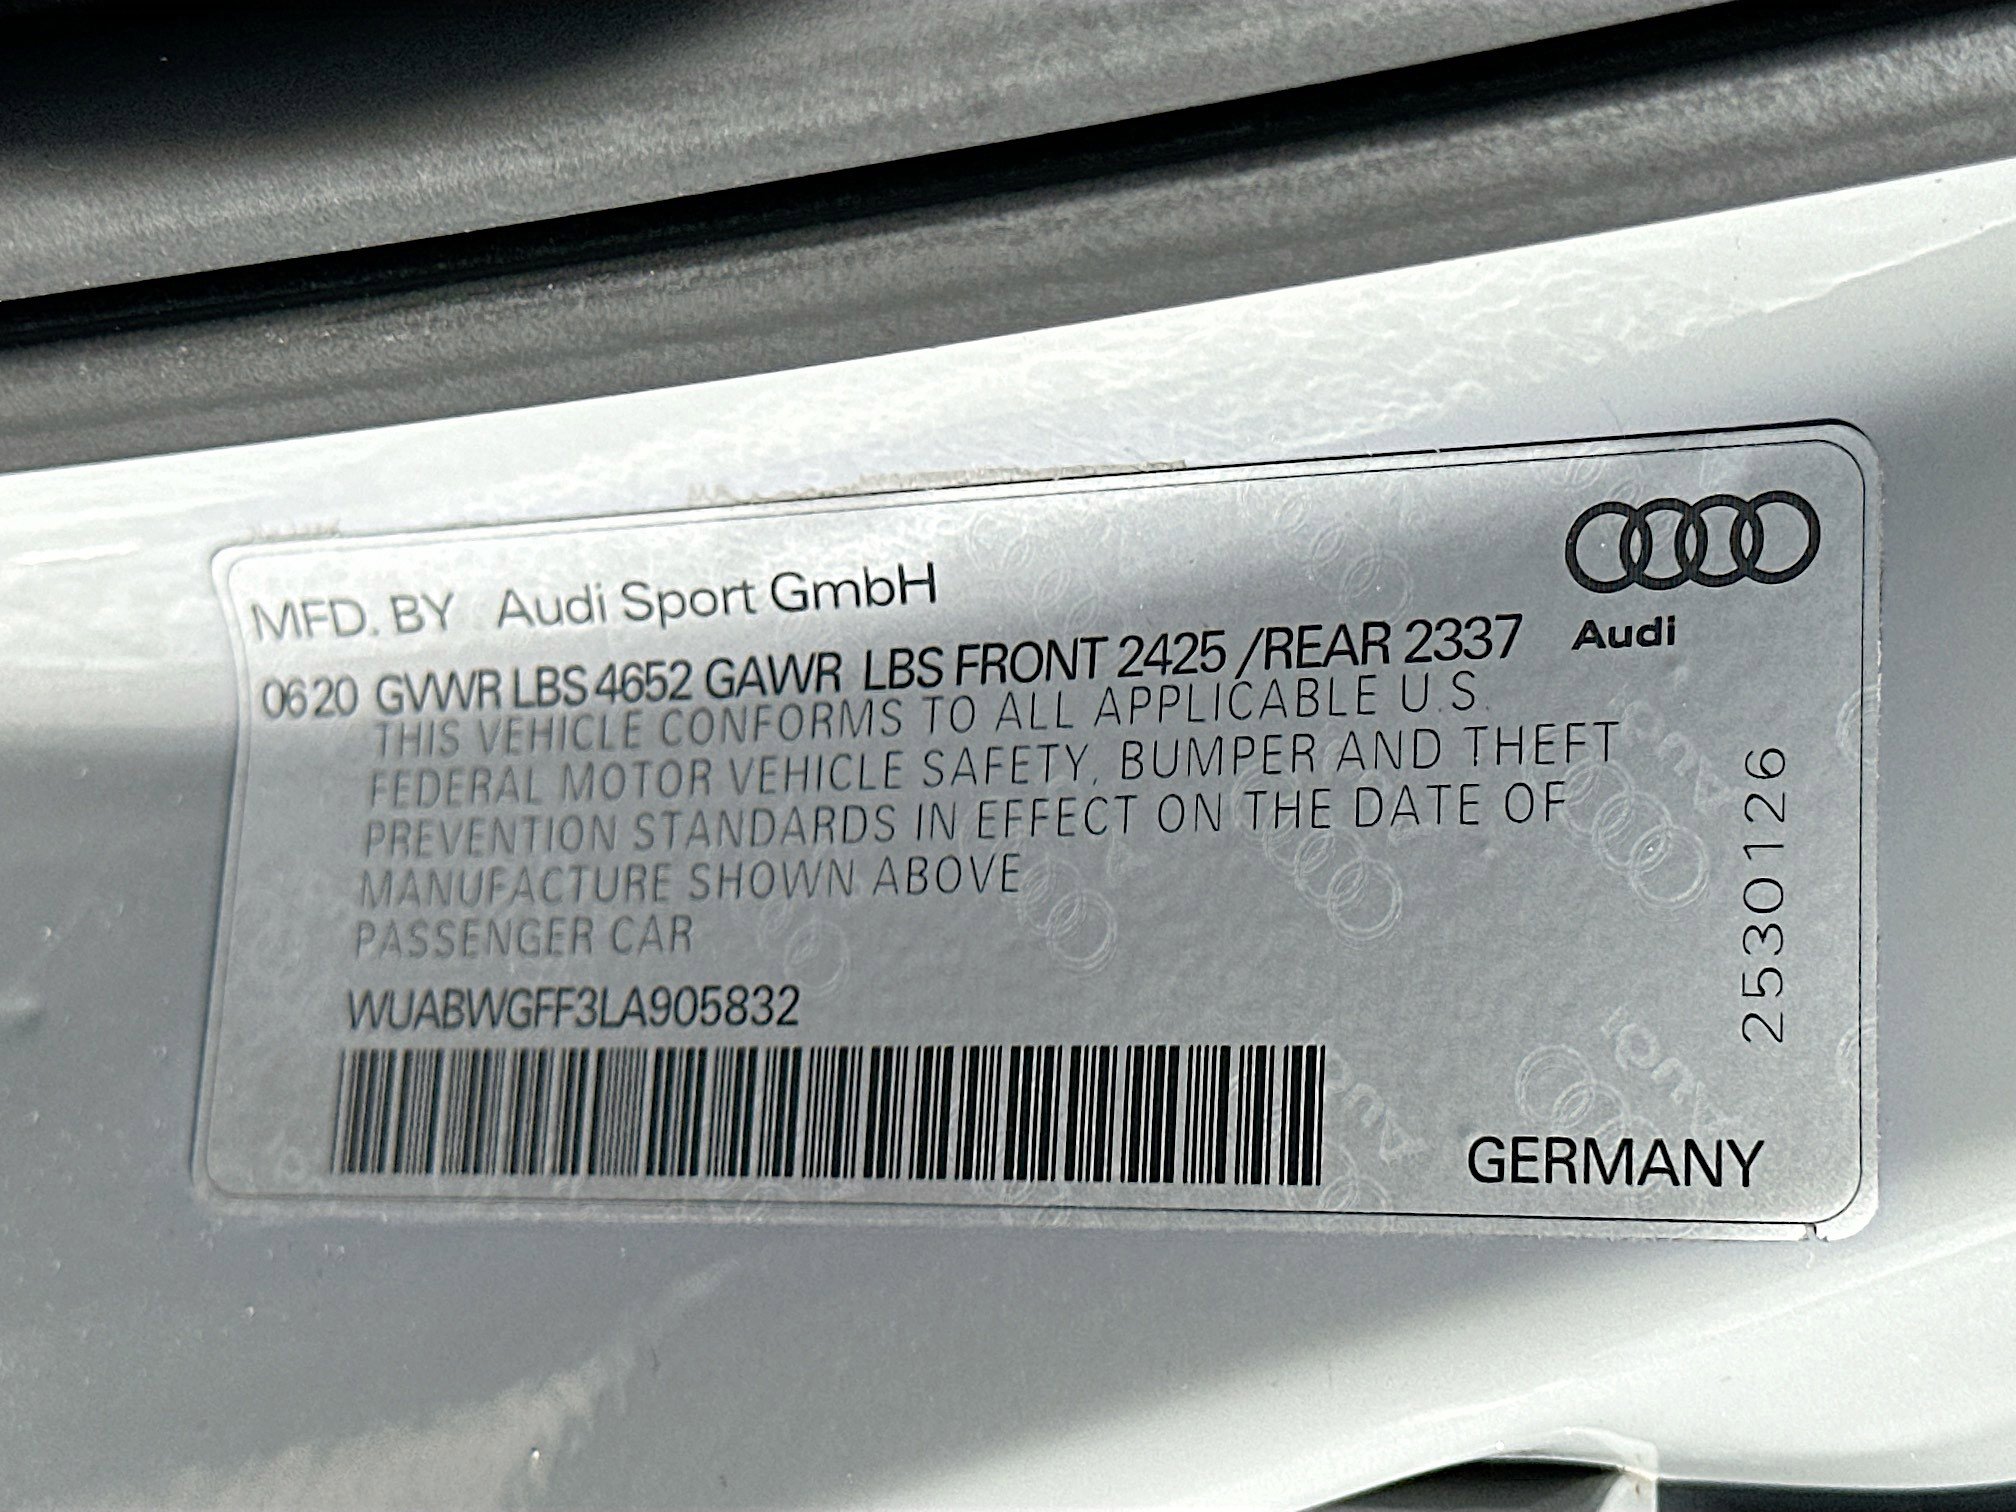 MFD. BY Audi Sport GmbH
Audi
0620 GVWR LBS 4652 GAWR LBS FRONT 2425 /REAR 2337
THIS VEHICLE CONFORMS TO ALL APPLICABLE U.S.
FEDERAL MOTOR VEHICLE SAFETY, BUMPER AND THEFT
PREVENTION STANDARDS IN EFFECT ON THE DATE OF
MANUFACTURE SHOWN ABOVE
PASSENGER CAR
WUABWGFF3LA905832
2530126
GERMANY